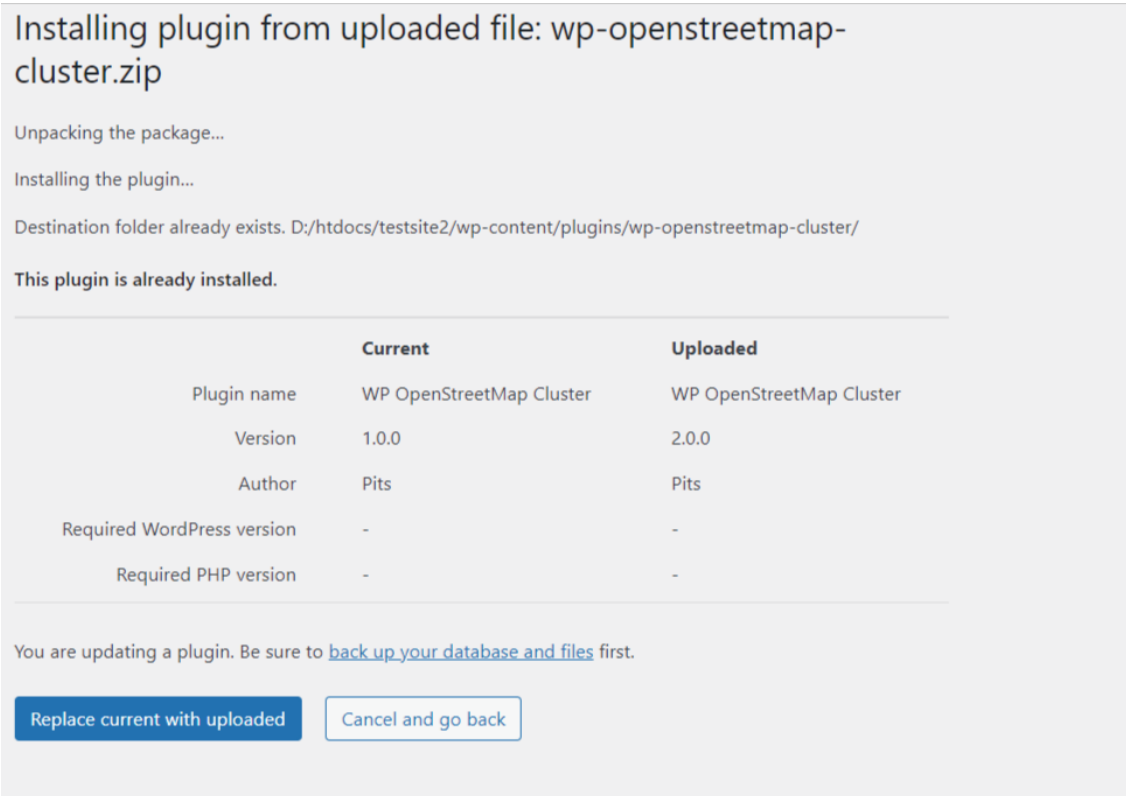 Installing plugin from uploaded file: wp-openstreetmap-
cluster.zip
Unpacking the package...
Installing the plugin...
Destination folder already exists. D:/htdocs/testsite2/wp-content/plugins/wp-openstreetmap-cluster/
This plugin is already installed.
Current Uploaded
Plugin name WP OpenStreetMap Cluster WP OpenStreetMap Cluster
Version 1.0.0 2.0.0
Author Pits Pits
Required WordPress version - -
Required PHP version - -
You are updating a plugin. Be sure to back up your database and files first.
Replace current with uploaded Cancel and go back